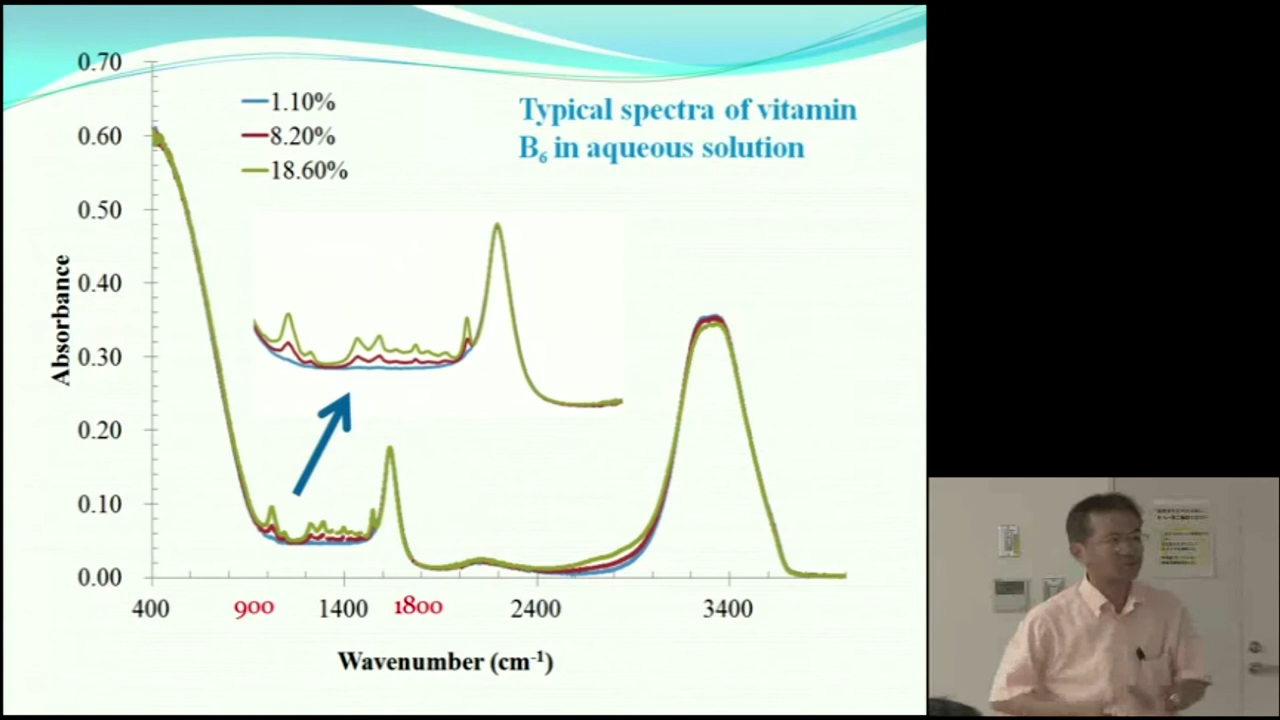 Typical spectra of vitamin
B₆ in aqueous solution
1.10%
8.20%
18.60%
Absorbance
0.70
0.60
0.50
0.40
0.30
0.20
0.10
0.00
400 900 1400 1800 2400 3400
Wavenumber (cm⁻¹)